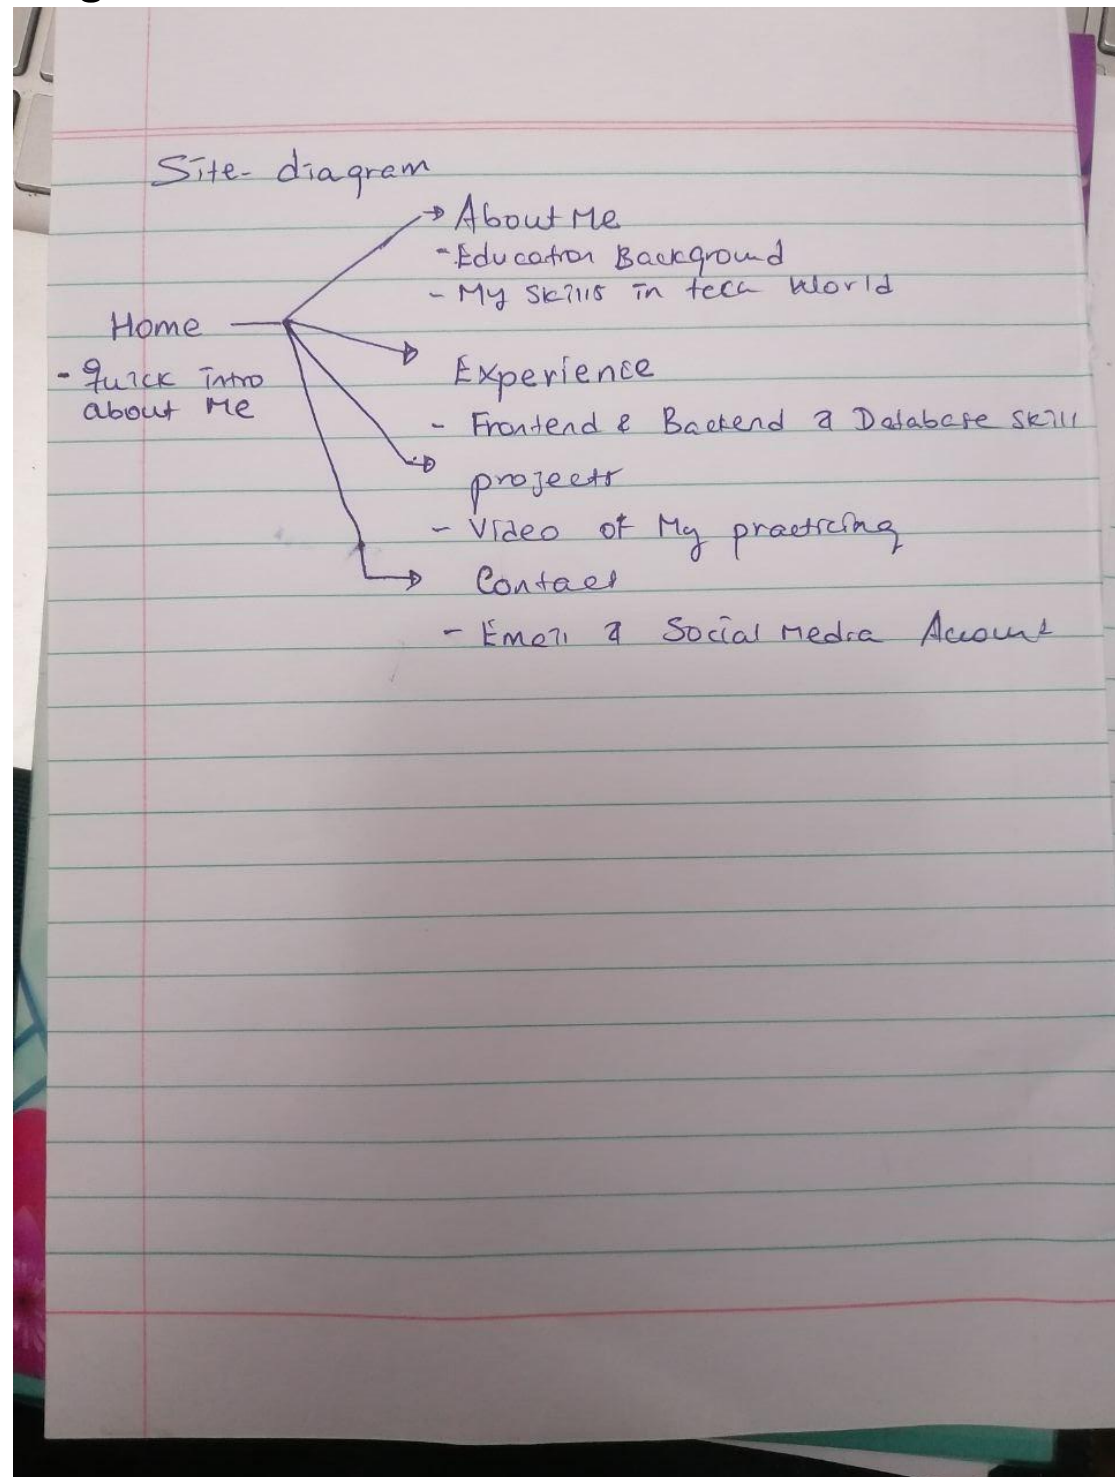 Site-diagram
About Me
- Education Background
- My Skills in tech World
Home
- quick intro
about Me
Experience
- Frontend & Backend & Database skill
projects
- Video of My practicing
Contact
- Email & Social Media Account